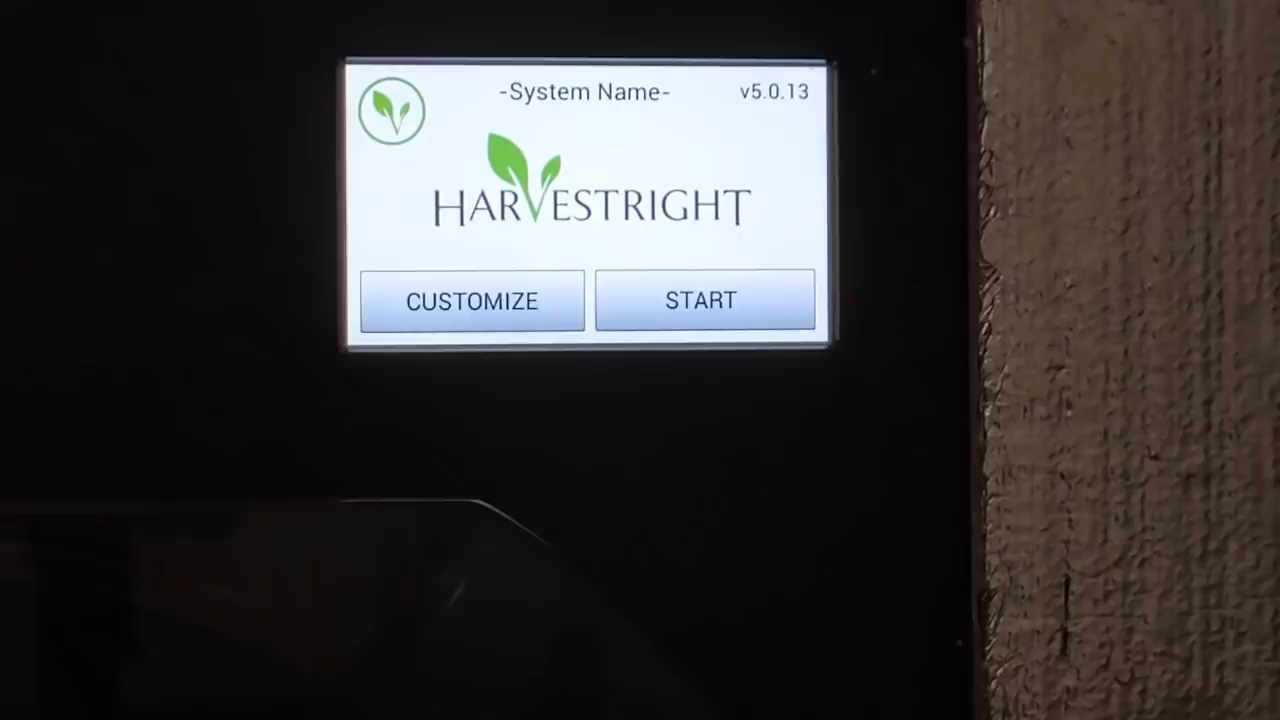 -System Name-
v5.0.13
HARVESTRIGHT
CUSTOMIZE
START